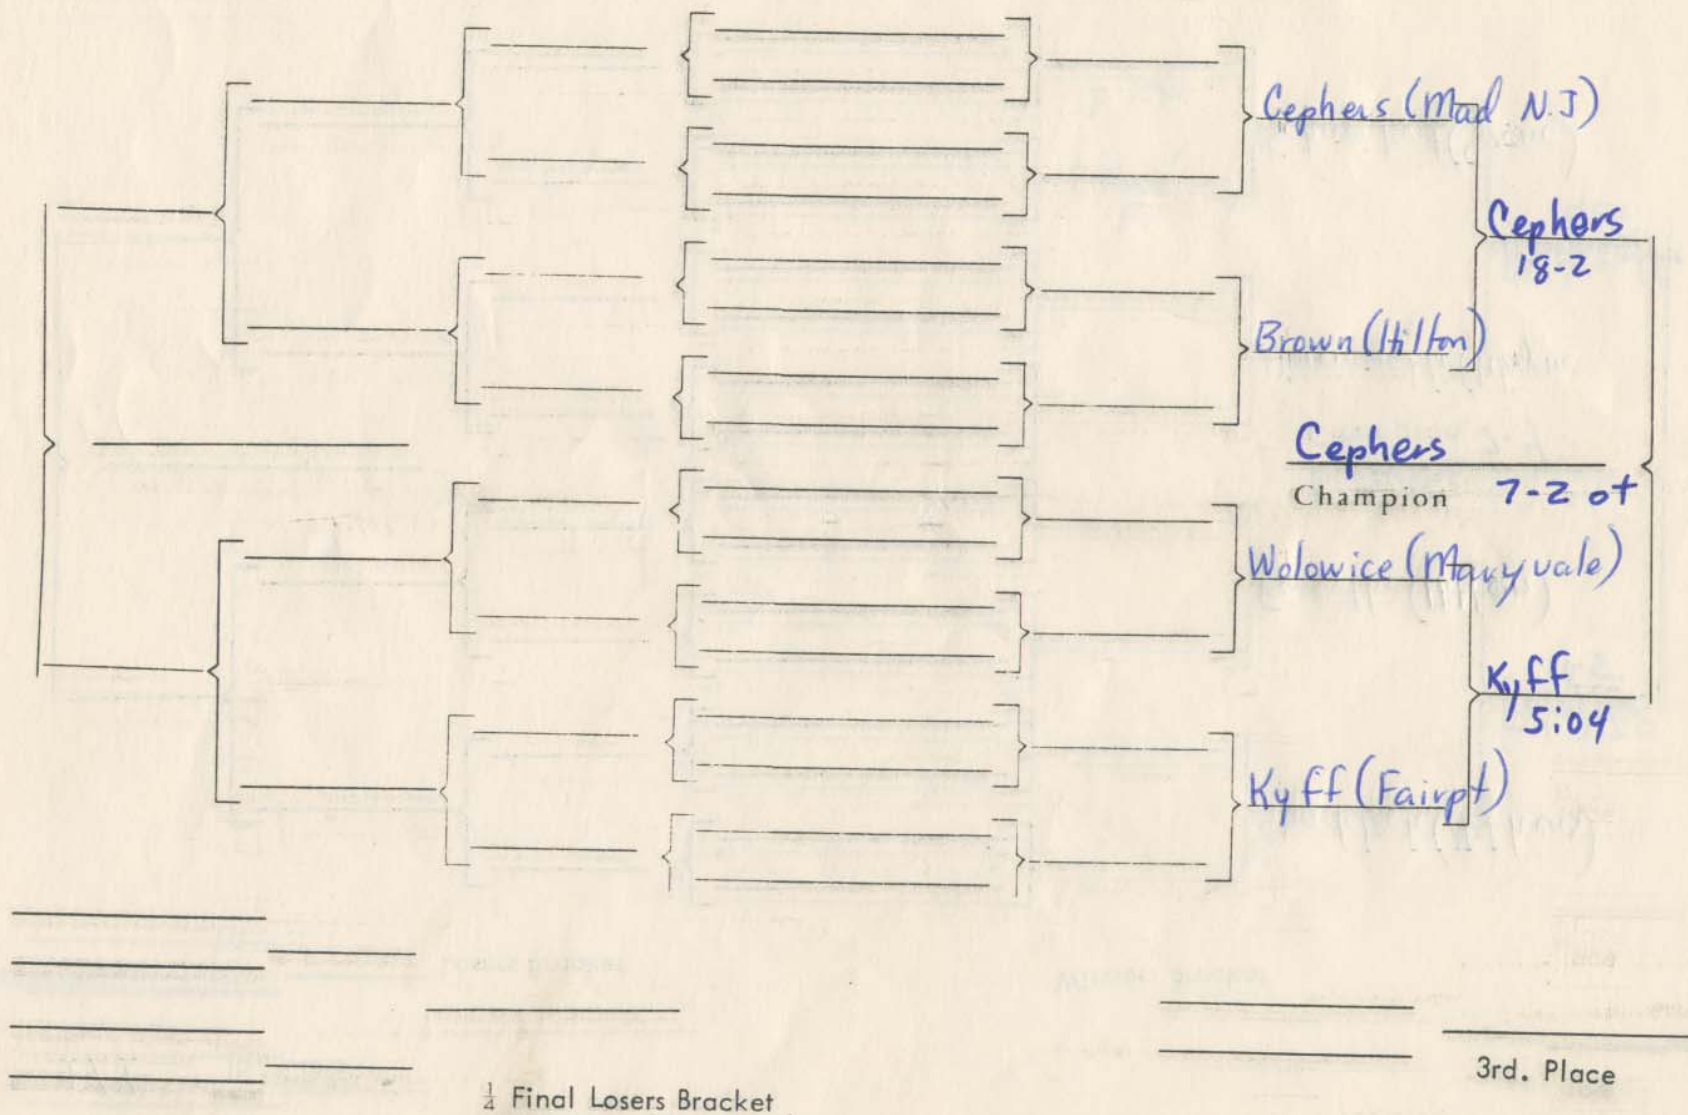 Cephers (Mad N.J)
Cephers
18-2
Brown (Hilton)
Cephers
Champion 7-2 ot
Wolowice (Maryvale)
Kyff
5:04
Kyff (Fairpt)
3rd. Place
¼ Final Losers Bracket